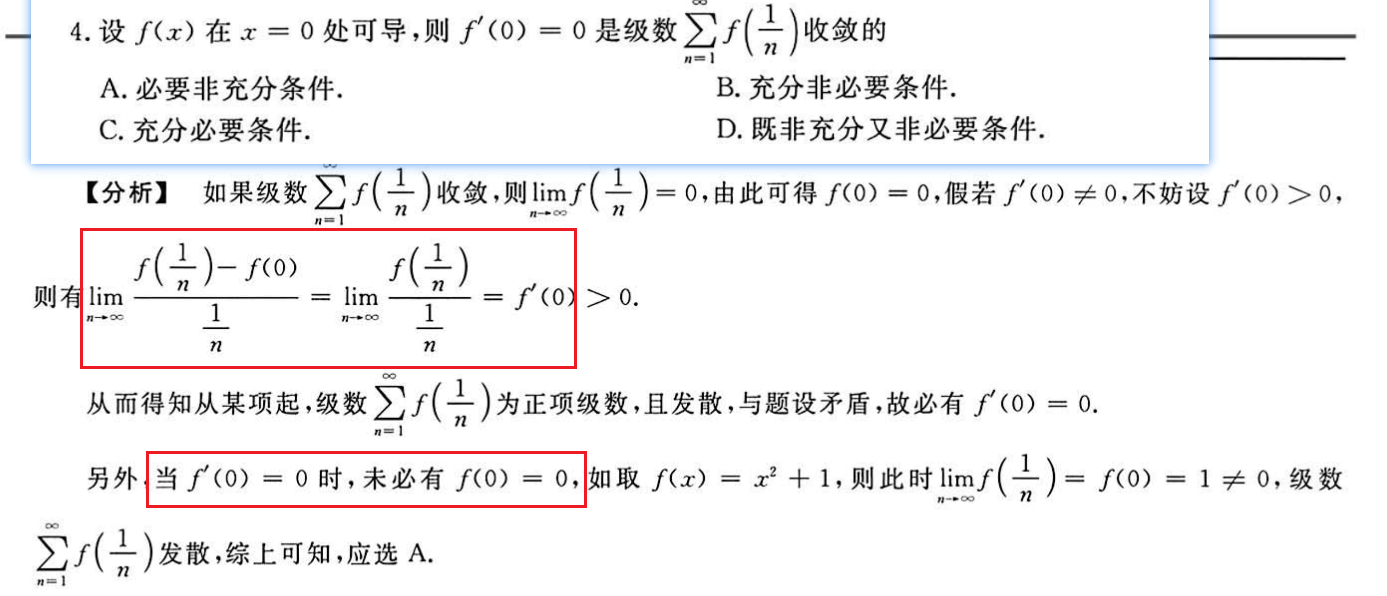 4. 设 f(x) 在 x = 0 处可导,则 f′(0) = 0 是级数 $\sum_{n=1}^{\infty} f\left(\frac{1}{n}\right)$ 收敛的
A. 必要非充分条件. B. 充分非必要条件.
C. 充分必要条件. D. 既非充分又非必要条件.
【分析】 如果级数 $\sum_{n=1}^{\infty} f\left(\frac{1}{n}\right)$ 收敛,则 $\lim_{n\to\infty} f\left(\frac{1}{n}\right) = 0$,由此可得 f(0) = 0,假若 f′(0) ≠ 0,不妨设 f′(0) > 0,
则有 $\lim_{n\to\infty} \frac{f\left(\frac{1}{n}\right) - f(0)}{\frac{1}{n}} = \lim_{n\to\infty} \frac{f\left(\frac{1}{n}\right)}{\frac{1}{n}} = f′(0) > 0$.
从而得知从某项起,级数 $\sum_{n=1}^{\infty} f\left(\frac{1}{n}\right)$ 为正项级数,且发散,与题设矛盾,故必有 f′(0) = 0.
另外,当 f′(0) = 0 时,未必有 f(0) = 0,如取 f(x) = x² + 1,则此时 $\lim_{n\to\infty} f\left(\frac{1}{n}\right) = f(0) = 1 ≠ 0$,级数
$\sum_{n=1}^{\infty} f\left(\frac{1}{n}\right)$ 发散,综上可知,应选 A.